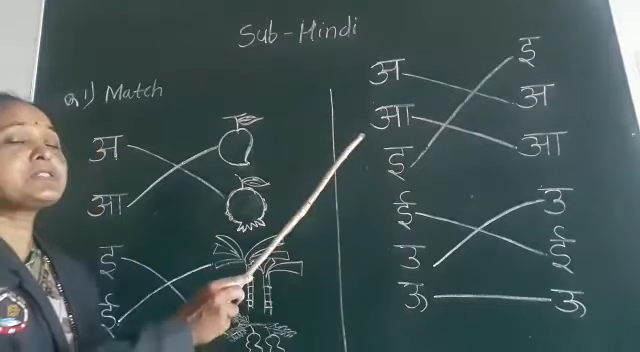 Sub-Hindi
Q1) Match
अ
आ
इ
ई
अ इ
आ अ
इ आ
ई उ
उ ई
ऊ ऊ